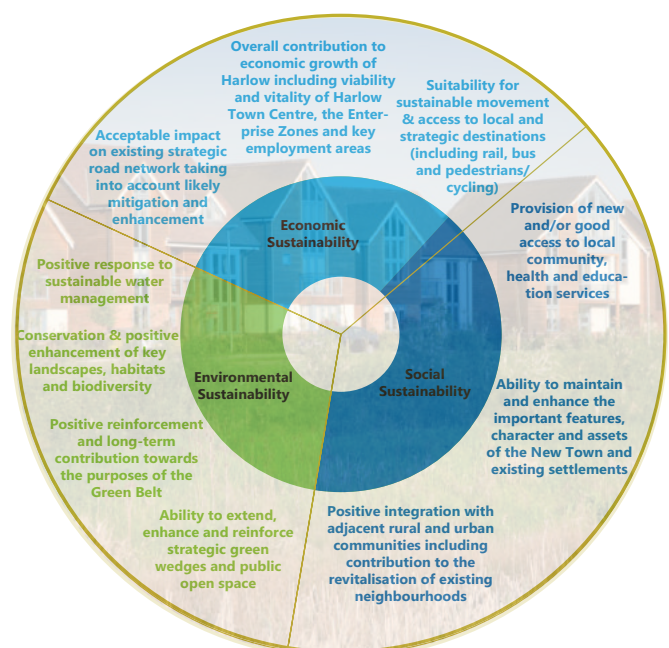 Overall contribution to
economic growth of
Harlow including viability
and vitality of Harlow
Town Centre, the Enter-
prise Zones and key
employment areas
Suitability for
sustainable movement
& access to local and
strategic destinations
(including rail, bus
and pedestrians/
cycling)
Acceptable impact
on existing strategic
road network taking
into account likely
mitigation and
enhancement
Provision of new
and/or good
access to local
community,
health and educa-
tion services
Economic
Sustainability
Positive response to
sustainable water
management
Conservation & positive
enhancement of key
landscapes, habitats
and biodiversity
Environmental
Sustainability
Social
Sustainability
Ability to maintain
and enhance the
important features,
character and assets
of the New Town and
existing settlements
Positive reinforcement
and long-term
contribution towards
the purposes of the
Green Belt
Ability to extend,
enhance and reinforce
strategic green
wedges and public
open space
Positive integration with
adjacent rural and urban
communities including
contribution to the
revitalisation of existing
neighbourhoods